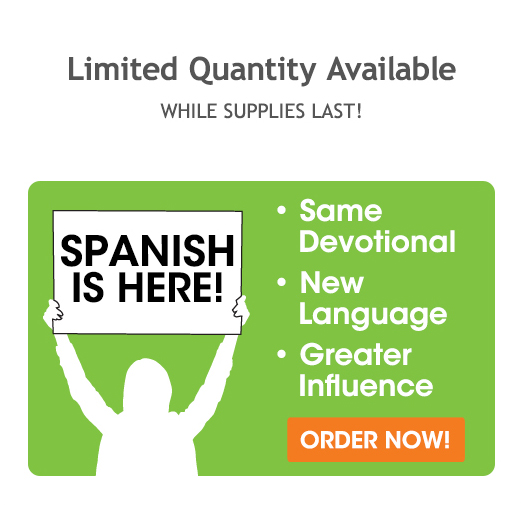 Limited Quantity Available
WHILE SUPPLIES LAST!
SPANISH
IS HERE!
• Same
Devotional
• New
Language
• Greater
Influence
ORDER NOW!